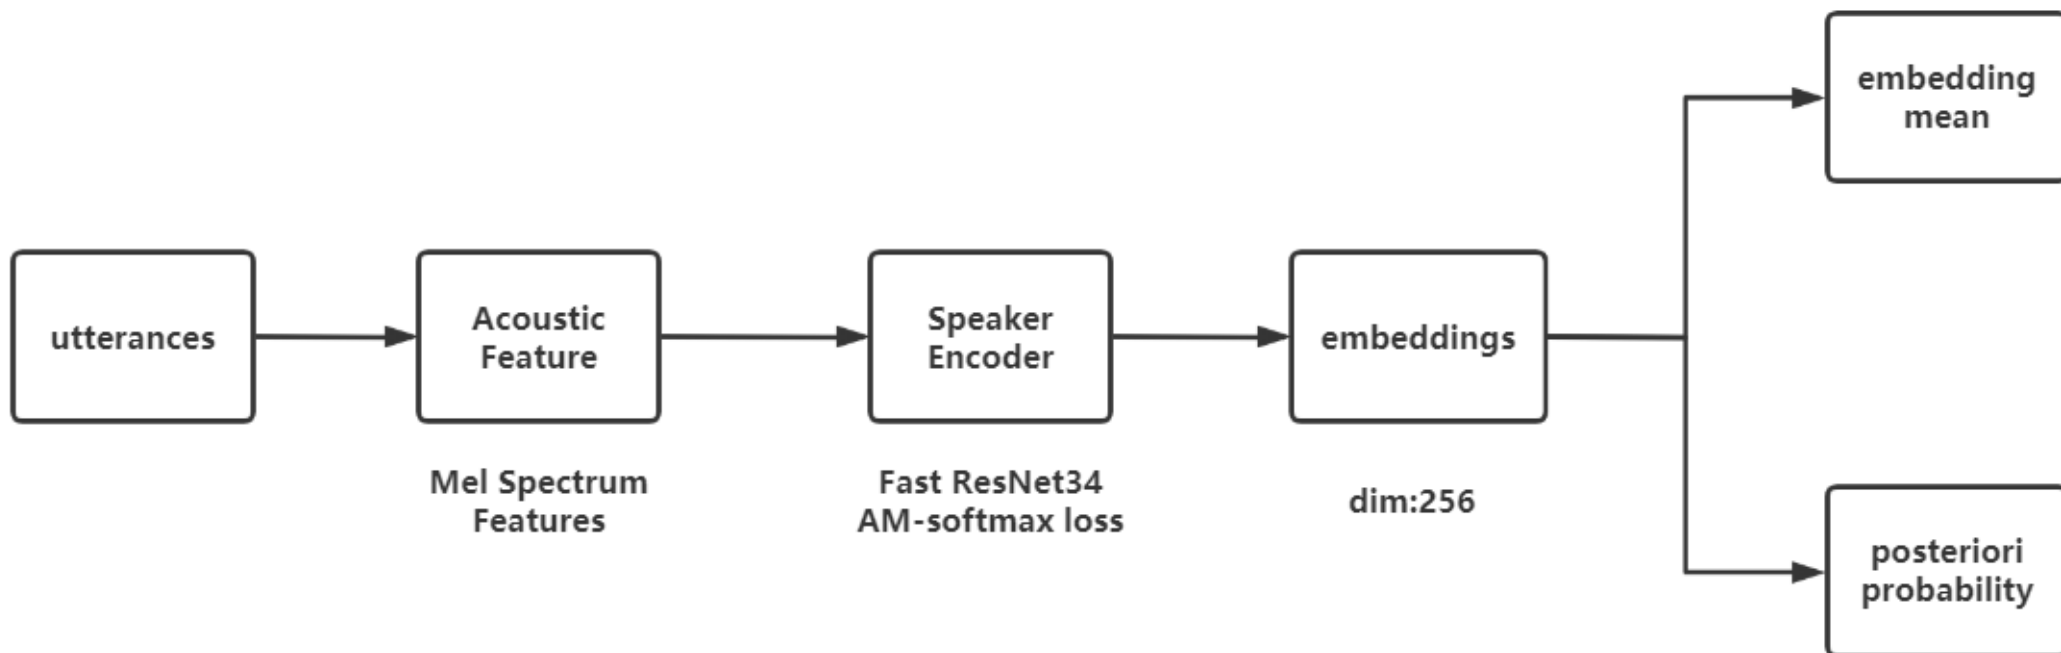 utterances
Acoustic
Feature
Mel Spectrum
Features
Speaker
Encoder
Fast ResNet34
AM-softmax loss
embeddings
dim:256
embedding
mean
posteriori
probability